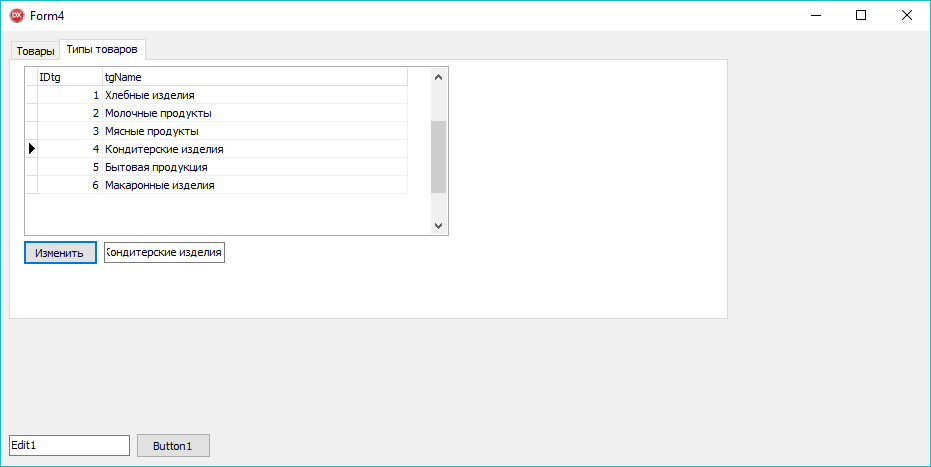 DX Form4
Товары Типы товаров
IDtg tgName
1 Хлебные изделия
2 Молочные продукты
3 Мясные продукты
4 Кондитерские изделия
5 Бытовая продукция
6 Макаронные изделия
Изменить Кондитерские изделия
Edit1 Button1